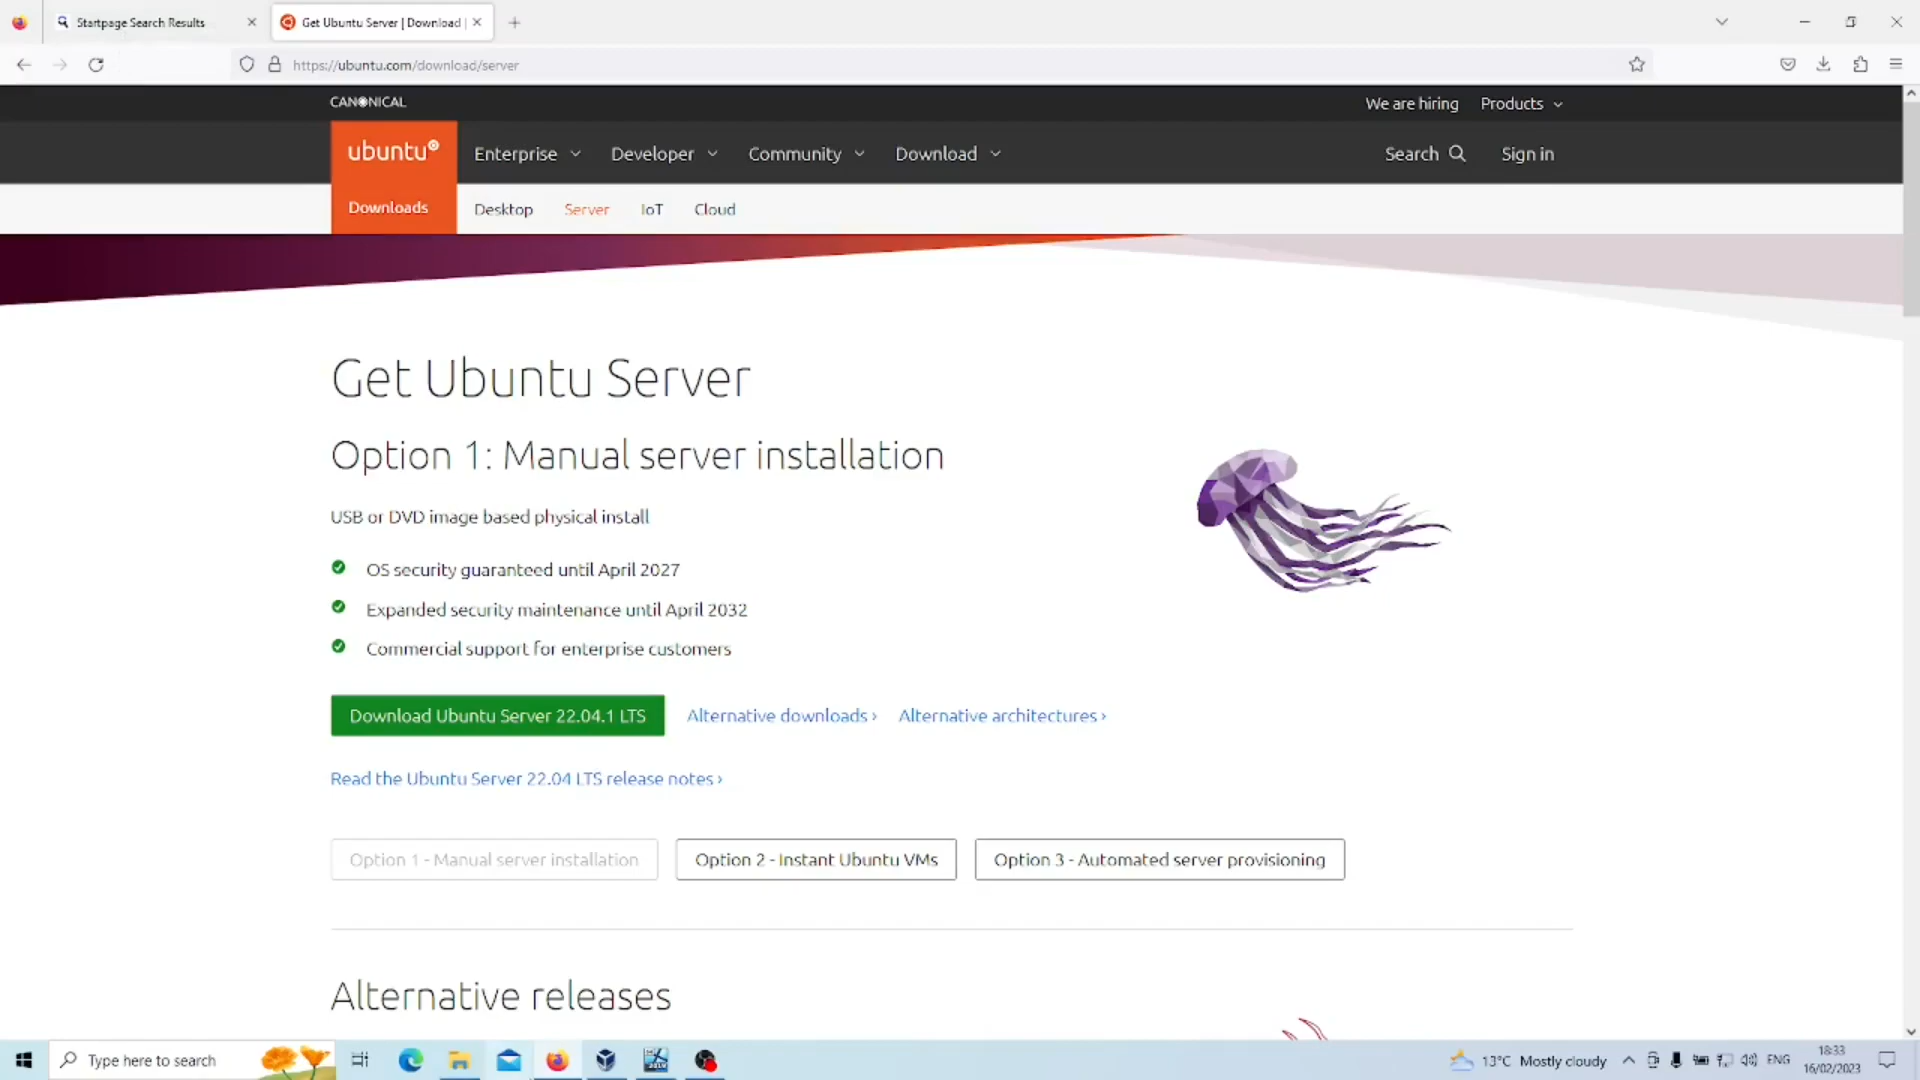 Startpage Search Results
Get Ubuntu Server | Download |
https://ubuntu.com/download/server
CANONICAL
We are hiring
Products
ubuntu
Enterprise
Developer
Community
Download
Search
Sign in
Downloads
Desktop
Server
IoT
Cloud
Get Ubuntu Server
Option 1: Manual server installation
USB or DVD image based physical install
OS security guaranteed until April 2027
Expanded security maintenance until April 2032
Commercial support for enterprise customers
Download Ubuntu Server 22.04.1 LTS
Alternative downloads ›
Alternative architectures ›
Read the Ubuntu Server 22.04 LTS release notes ›
Option 1 - Manual server installation
Option 2 - Instant Ubuntu VMs
Option 3 - Automated server provisioning
Alternative releases
Type here to search
13°C Mostly cloudy
ENG
18:33
16/02/2023